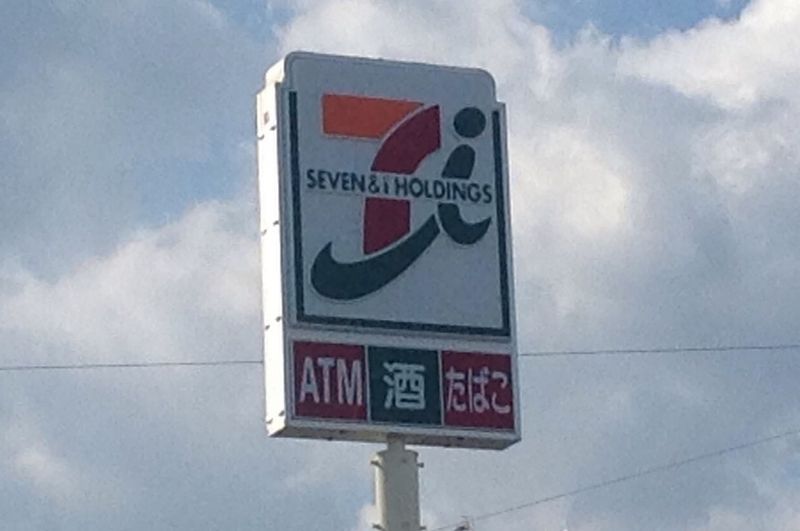 SEVEN&i HOLDINGS
ATM 酒 たばこ